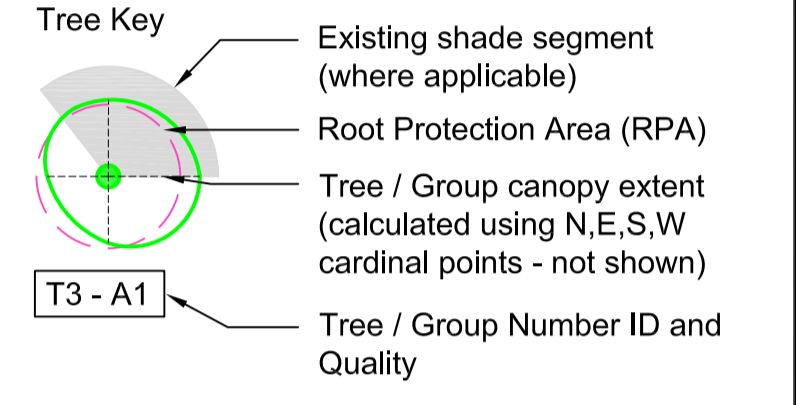 Tree Key
Existing shade segment
(where applicable)
Root Protection Area (RPA)
Tree / Group canopy extent
(calculated using N,E,S,W
cardinal points - not shown)
T3 - A1
Tree / Group Number ID and
Quality